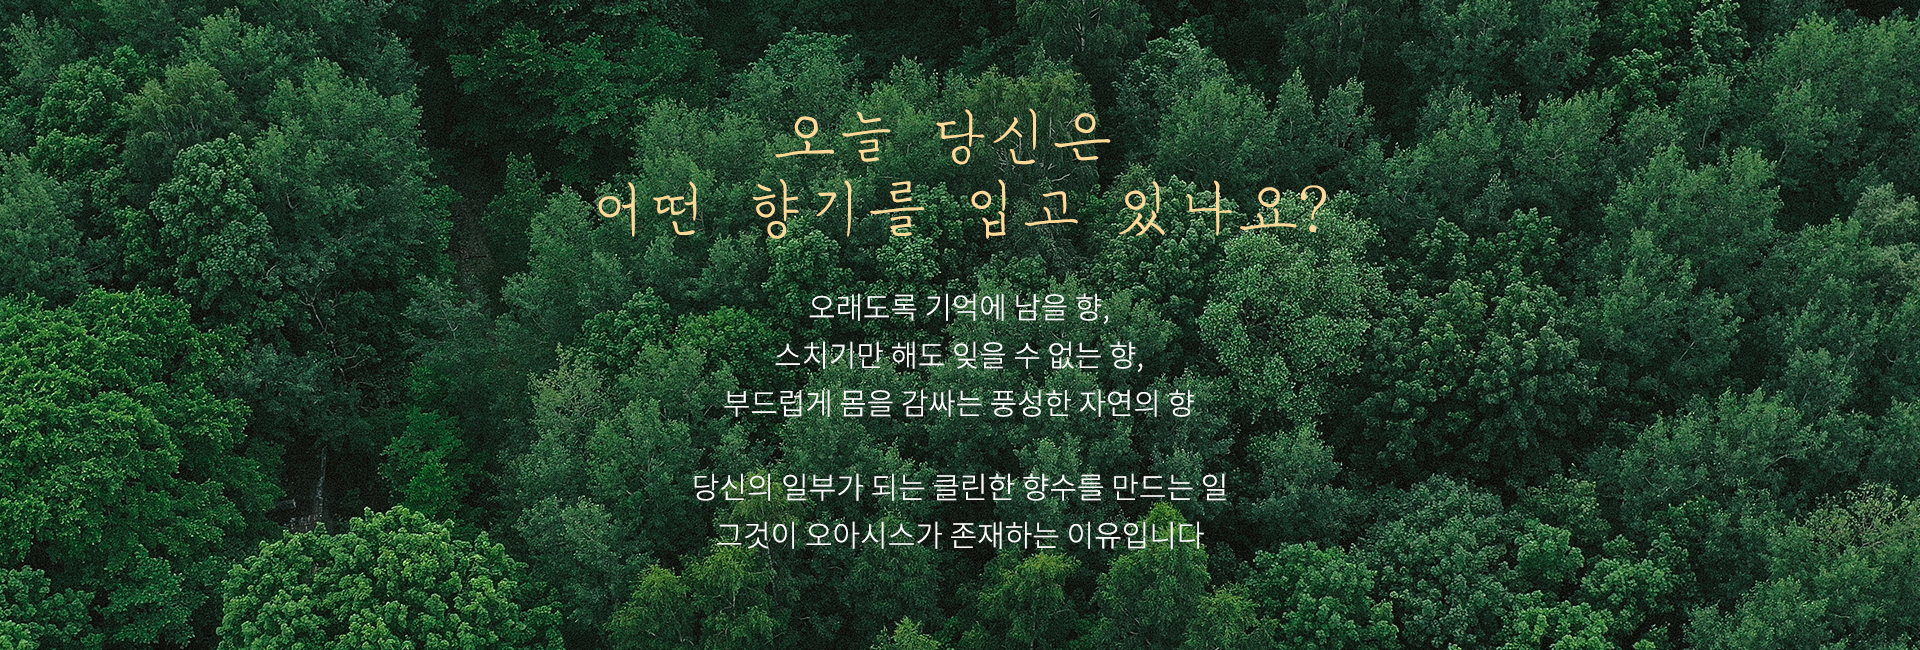 오늘 당신은
어떤 향기를 입고 있나요?
오래도록 기억에 남을 향,
스치기만 해도 잊을 수 없는 향,
부드럽게 몸을 감싸는 풍성한 자연의 향
당신의 일부가 되는 클린한 향수를 만드는 일
그것이 오아시스가 존재하는 이유입니다